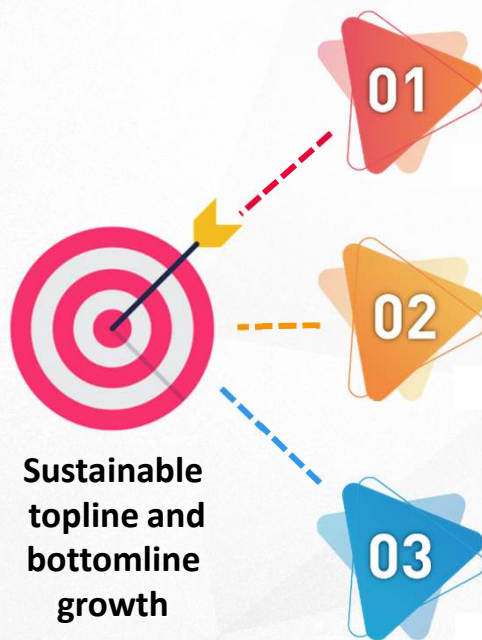 01
02
03
Sustainable
topline and
bottomline
growth